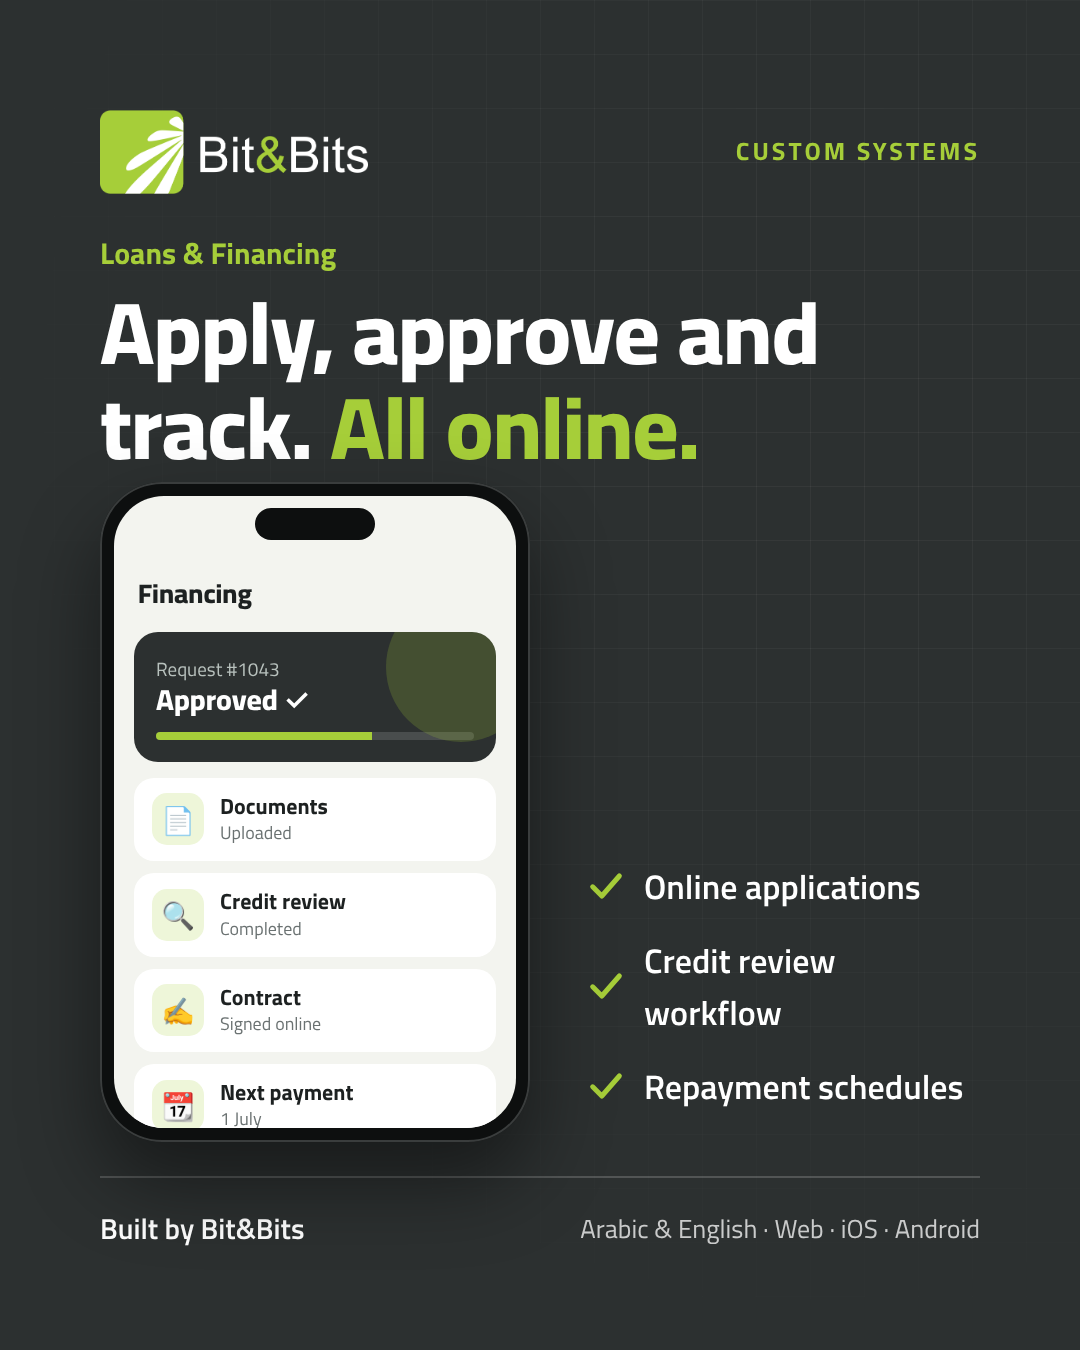 Bit&Bits
CUSTOM SYSTEMS
Loans & Financing
Apply, approve and
track. All online.
Financing
Request #1043
Approved ✓
Documents
Uploaded
Credit review
Completed
Contract
Signed online
July
17
Next payment
1 July
Online applications
Credit review
workflow
Repayment schedules
Built by Bit&Bits
Arabic & English · Web · iOS · Android